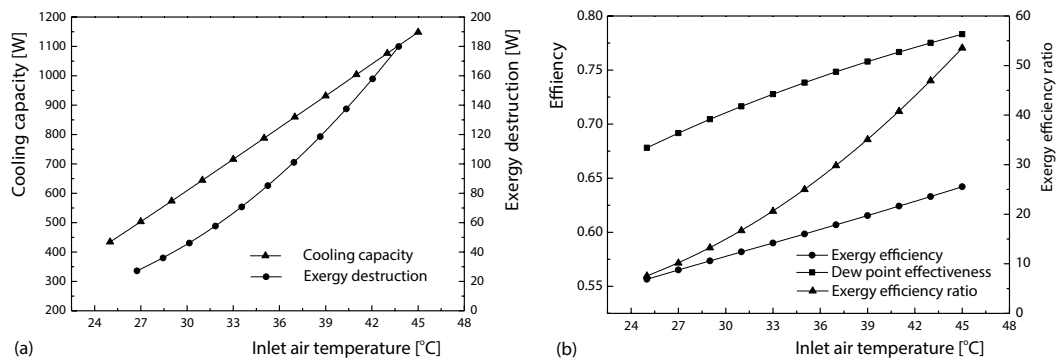 Cooling capacity [W]
1200
1100
1000
900
800
700
600
500
400
300
200
200
180
160
140
120
100
80
60
40
20
0
Exergy destruction [W]
Cooling capacity
Exergy destruction
24 27 30 33 36 39 42 45 48
(a) Inlet air temperature [°C]
Effiiency
0.80
0.75
0.70
0.65
0.60
0.55
60
50
40
30
20
10
0
Exergy efficiency ratio
Exergy efficiency
Dew point effectiveness
Exergy efficiency ratio
24 27 30 33 36 39 42 45 48
(b) Inlet air temperature [°C]